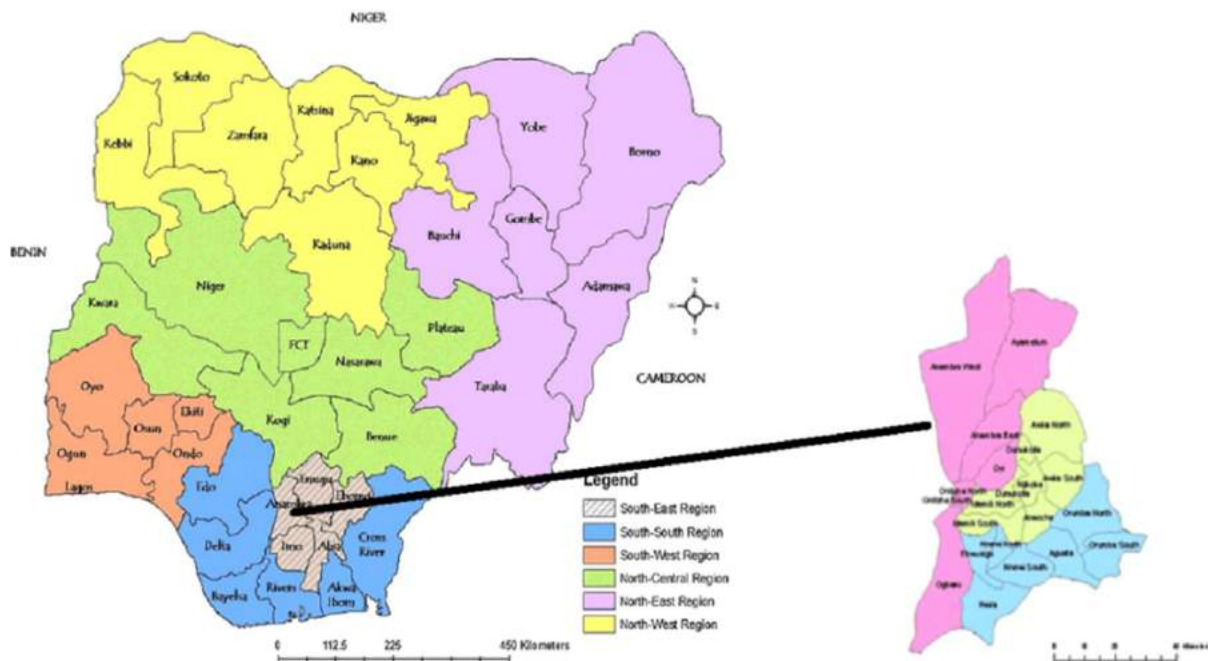 NIGER
Sokoto
Katsina
Jigawa
Yobe
Kebbi
Zamfara
Kano
Borno
Gombe
Bauchi
BENIN
Kaduna
Niger
Adamawa
N
W
E
S
Kwara
Plateau
FCT
Nasarawa
CAMEROON
Oyo
Taraba
Kogi
Ekiti
Osun
Benue
Ogun
Ondo
Lagos
Edo
Enugu
Anambra
Ebonyi
Imo
Abia
Cross
River
Delta
Rivers
Akwa
Ibom
Bayelsa
Legend
South-East Region
South-South Region
South-West Region
North-Central Region
North-East Region
North-West Region
0 112.5 225 450 Kilometers
Anambra West
Anambra East
Awka North
Awka South
Oyi
Onitsha North
Onitsha South
Idemili North
Idemili South
Orumba North
Orumba South
Aguata
Nnewi South
Ogbaru
Ihiala